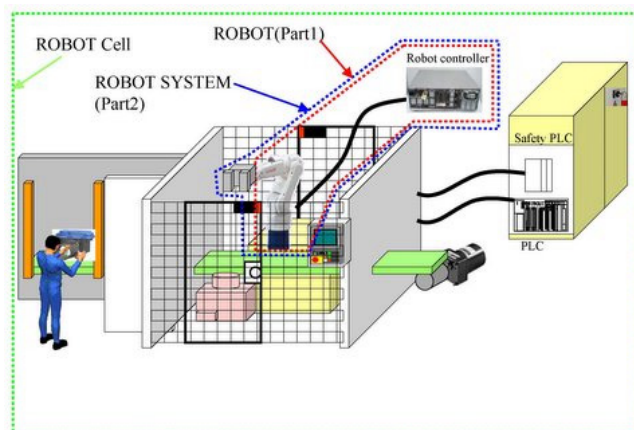 ROBOT(Part1)
ROBOT Cell
Robot controller
ROBOT SYSTEM
(Part2)
Safety PLC
PLC